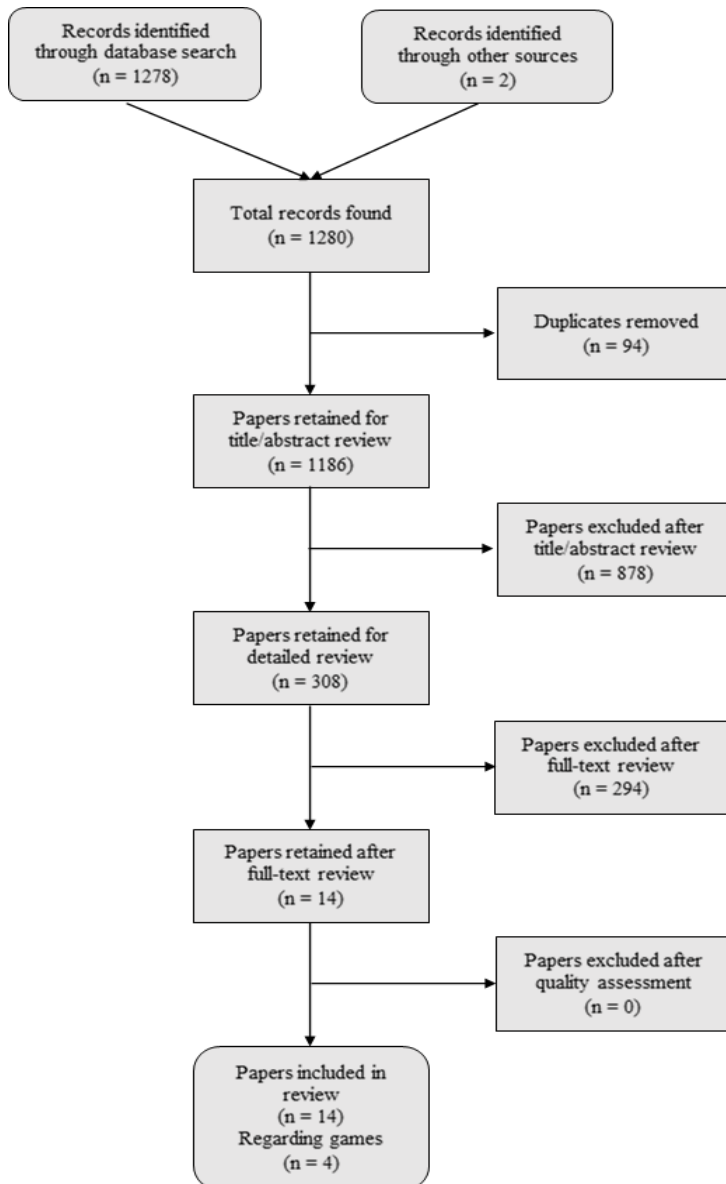 Records identified
through database search
(n = 1278)
Records identified
through other sources
(n = 2)
Total records found
(n = 1280)
Duplicates removed
(n = 94)
Papers retained for
title/abstract review
(n = 1186)
Papers excluded after
title/abstract review
(n = 878)
Papers retained for
detailed review
(n = 308)
Papers excluded after
full-text review
(n = 294)
Papers retained after
full-text review
(n = 14)
Papers excluded after
quality assessment
(n = 0)
Papers included in
review
(n = 14)
Regarding games
(n = 4)